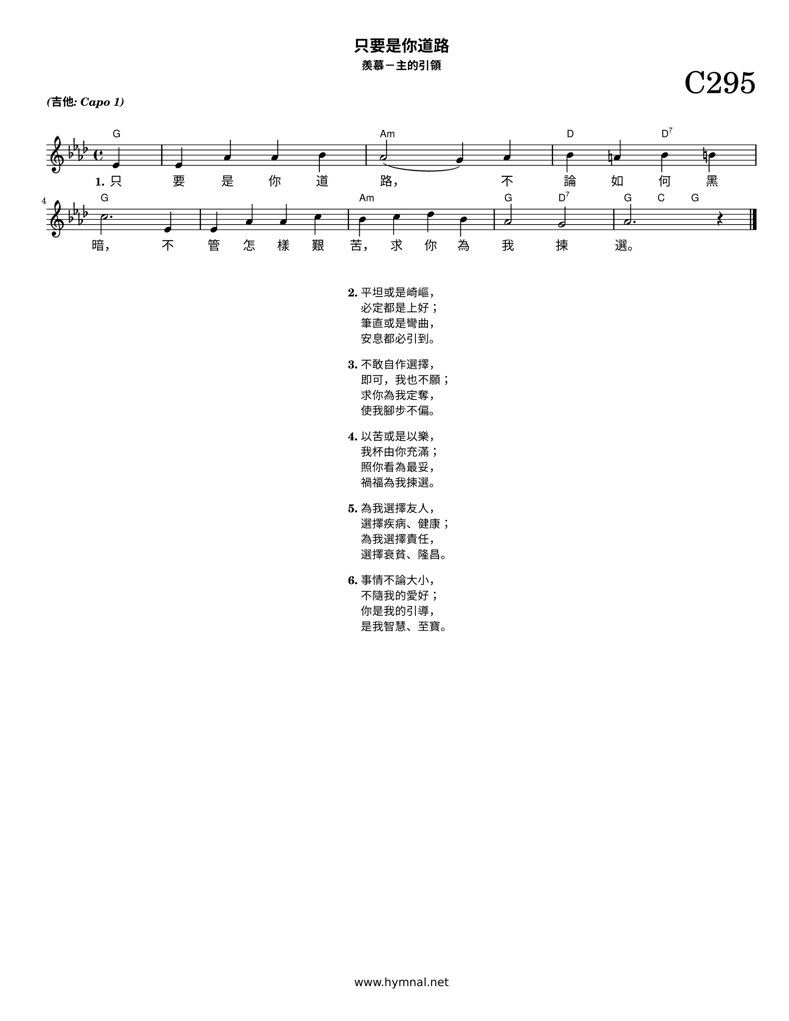 只要是你道路
羨慕－主的引領
C295
(吉他: Capo 1)
G Am D D7
1. 只 要 是 你 道 路， 不 論 如 何 黑
4 G Am G D7 G C G
暗， 不 管 怎 樣 艱 苦，求 你 為 我 揀 選。
2. 平坦或是崎嶇，
必定都是上好；
筆直或是彎曲，
安息都必引到。
3. 不敢自作選擇，
即可，我也不願；
求你為我定奪，
使我腳步不偏。
4. 以苦或是以樂，
我杯由你充滿；
照你看為最妥，
禍福為我揀選。
5. 為我選擇友人，
選擇疾病、健康；
為我選擇責任，
選擇衰貧、隆昌。
6. 事情不論大小，
不隨我的愛好；
你是我的引導，
是我智慧、至寶。
www.hymnal.net